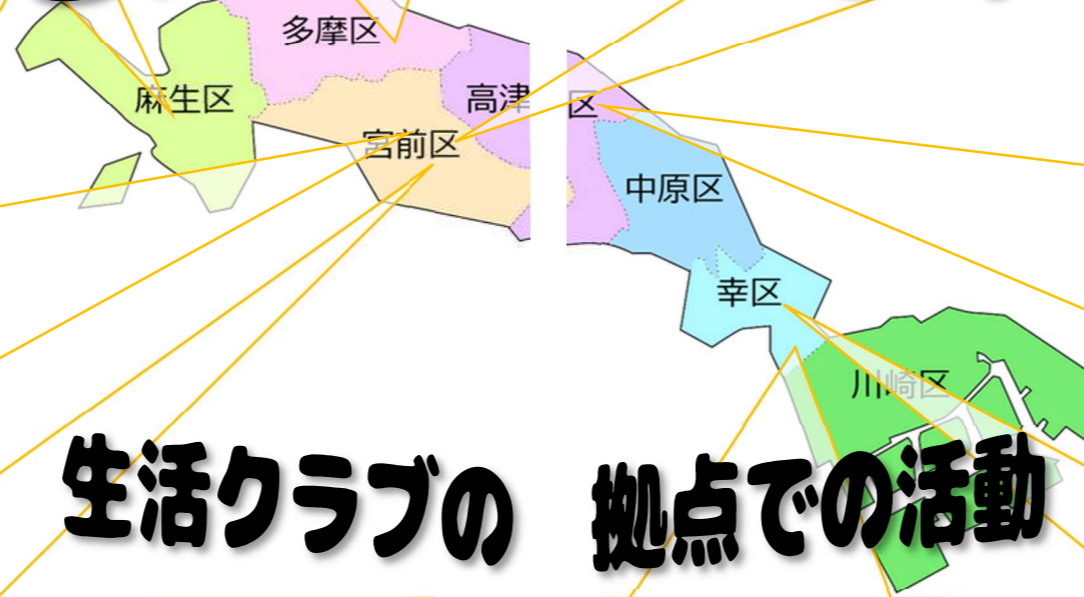 多摩区
麻生区
高津 区
宮前区
中原区
幸区
川崎区
生活クラブの 拠点での活動